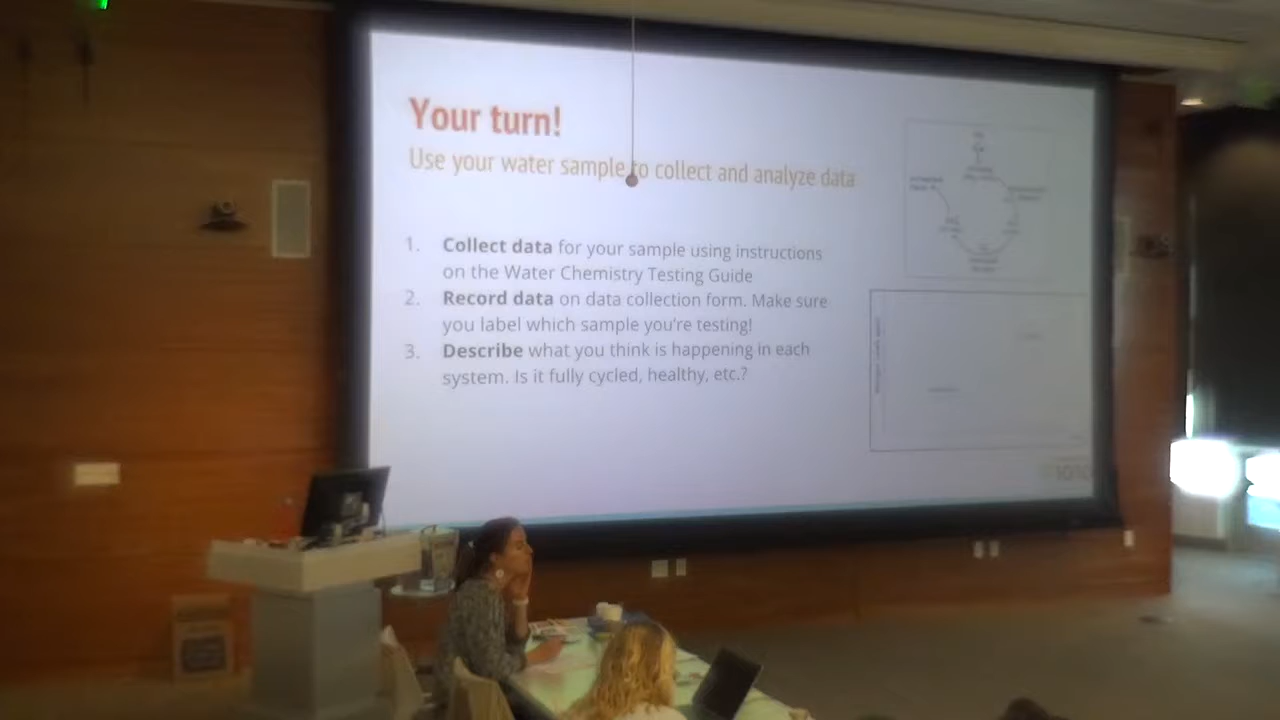 Your turn!
Use your water sample to collect and analyze data
1. Collect data for your sample using instructions
on the Water Chemistry Testing Guide
2. Record data on data collection form. Make sure
you label which sample you're testing!
3. Describe what you think is happening in each
system. Is it fully cycled, healthy, etc.?